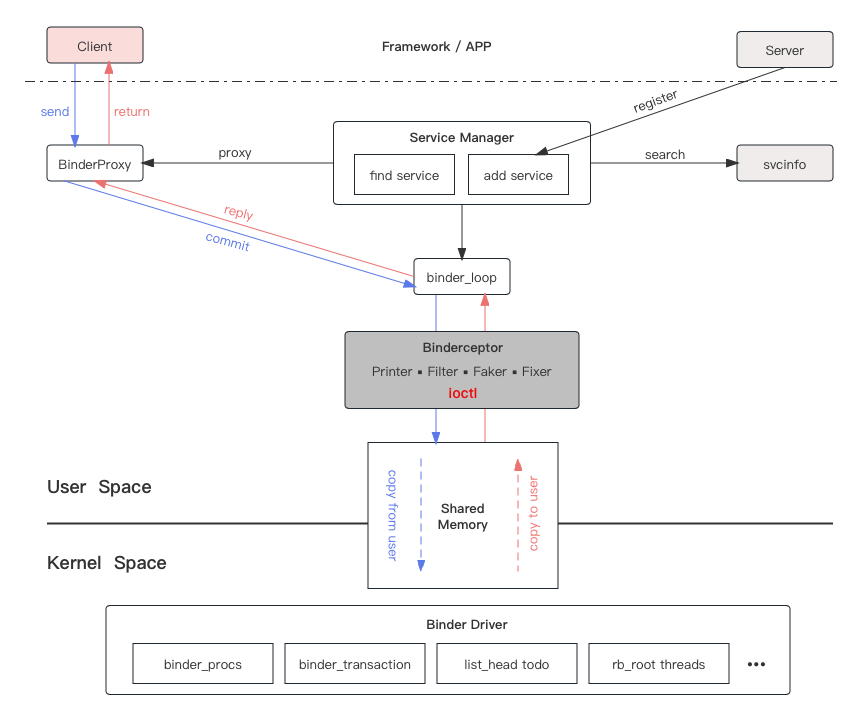 Client
Framework / APP
Server
send
return
register
BinderProxy
proxy
Service Manager
find service
add service
search
svcinfo
reply
commit
binder_loop
Binderceptor
Printer ▪ Filter ▪ Faker ▪ Fixer
ioctl
User Space
copy from user
Shared
Memory
copy to user
Kernel Space
Binder Driver
binder_procs
binder_transaction
list_head todo
rb_root threads
•••